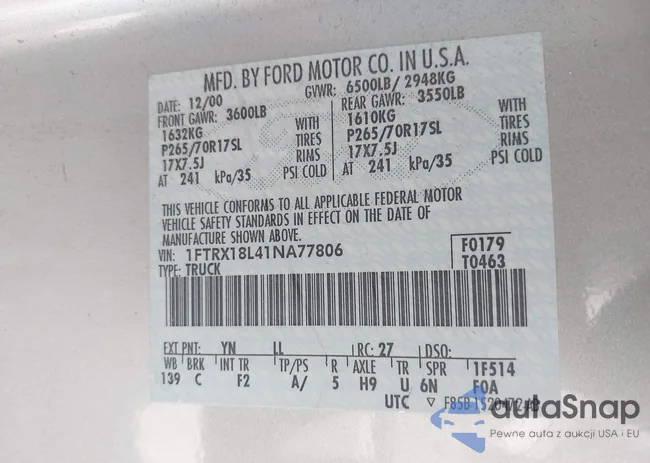 MFD. BY FORD MOTOR CO. IN U.S.A.
DATE: 12/00 GVWR: 6500LB/ 2948KG
FRONT GAWR: 3600LB REAR GAWR: 3550LB
1632KG WITH 1610KG WITH
P265/70R17SL TIRES P265/70R17SL TIRES
17X7.5J RIMS 17X7.5J RIMS
AT 241 kPa/35 PSI COLD AT 241 kPa/35 PSI COLD
THIS VEHICLE CONFORMS TO ALL APPLICABLE FEDERAL MOTOR
VEHICLE SAFETY STANDARDS IN EFFECT ON THE DATE OF
MANUFACTURE SHOWN ABOVE.
VIN: 1FTRX18L41NA77806 F0179
TYPE: TRUCK T0463
EXT PNT: YN LL RC: 27 DSO:
WB BRK INT TR TP/PS R AXLE TR SPR 1F514
139 C F2 A/ 5 H9 U 6N F0A
UTC ▽ F85B
autoSnap
Pewne auta z aukcji USA i EU